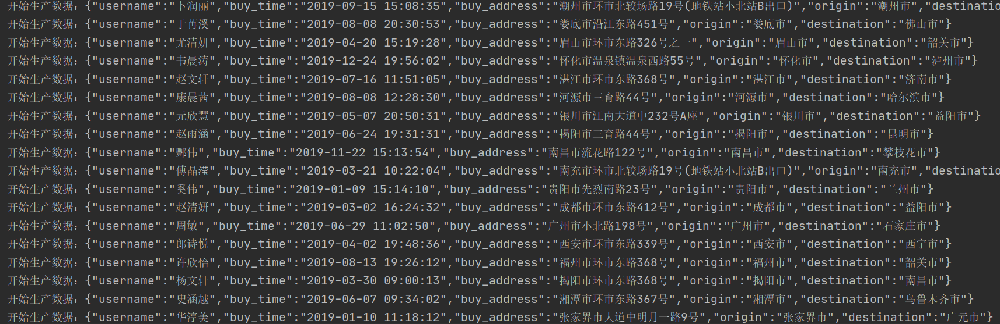 开始生产数据：{"username":"卜润丽","buy_time":"2019-09-15 15:08:35","buy_address":"潮州市环市北较场路19号(地铁站小北站B出口)","origin":"潮州市","destinatio
开始生产数据：{"username":"于苒溪","buy_time":"2019-08-08 20:30:53","buy_address":"娄底市沿江东路451号","origin":"娄底市","destination":"佛山市"}
开始生产数据：{"username":"尤清妍","buy_time":"2019-04-20 15:19:28","buy_address":"眉山市环市东路326号之一","origin":"眉山市","destination":"韶关市"}
开始生产数据：{"username":"韦晨涛","buy_time":"2019-12-24 19:56:02","buy_address":"怀化市温泉镇温泉西路55号","origin":"怀化市","destination":"泸州市"}
开始生产数据：{"username":"赵文轩","buy_time":"2019-07-16 11:51:05","buy_address":"湛江市环市东路368号","origin":"湛江市","destination":"济南市"}
开始生产数据：{"username":"康晨茜","buy_time":"2019-08-08 12:28:30","buy_address":"河源市三育路44号","origin":"河源市","destination":"哈尔滨市"}
开始生产数据：{"username":"元欣慧","buy_time":"2019-05-07 20:50:31","buy_address":"银川市江南大道中232号A座","origin":"银川市","destination":"益阳市"}
开始生产数据：{"username":"赵雨涵","buy_time":"2019-06-24 19:31:31","buy_address":"揭阳市三育路44号","origin":"揭阳市","destination":"昆明市"}
开始生产数据：{"username":"酆伟","buy_time":"2019-11-22 15:13:54","buy_address":"南昌市流花路122号","origin":"南昌市","destination":"攀枝花市"}
开始生产数据：{"username":"傅晶滢","buy_time":"2019-03-21 10:22:04","buy_address":"南充市环市北较场路19号(地铁站小北站B出口)","origin":"南充市","destinatio
开始生产数据：{"username":"奚伟","buy_time":"2019-01-09 15:14:10","buy_address":"贵阳市先烈南路23号","origin":"贵阳市","destination":"兰州市"}
开始生产数据：{"username":"赵清妍","buy_time":"2019-03-02 16:24:32","buy_address":"成都市环市东路412号","origin":"成都市","destination":"益阳市"}
开始生产数据：{"username":"周敏","buy_time":"2019-06-29 11:02:50","buy_address":"广州市小北路198号","origin":"广州市","destination":"石家庄市"}
开始生产数据：{"username":"郎诗悦","buy_time":"2019-04-02 19:48:36","buy_address":"西安市环市东路339号","origin":"西安市","destination":"西宁市"}
开始生产数据：{"username":"许欣怡","buy_time":"2019-08-13 19:26:12","buy_address":"福州市环市东路368号","origin":"福州市","destination":"韶关市"}
开始生产数据：{"username":"杨文轩","buy_time":"2019-03-30 09:00:13","buy_address":"揭阳市环市东路368号","origin":"揭阳市","destination":"南昌市"}
开始生产数据：{"username":"史涵越","buy_time":"2019-06-07 09:34:02","buy_address":"湘潭市环市东路367号","origin":"湘潭市","destination":"乌鲁木齐市"}
开始生产数据：{"username":"华淳美","buy_time":"2019-01-10 11:18:12","buy_address":"张家界市大道中明月一路9号","origin":"张家界市","destination":"广元市"}